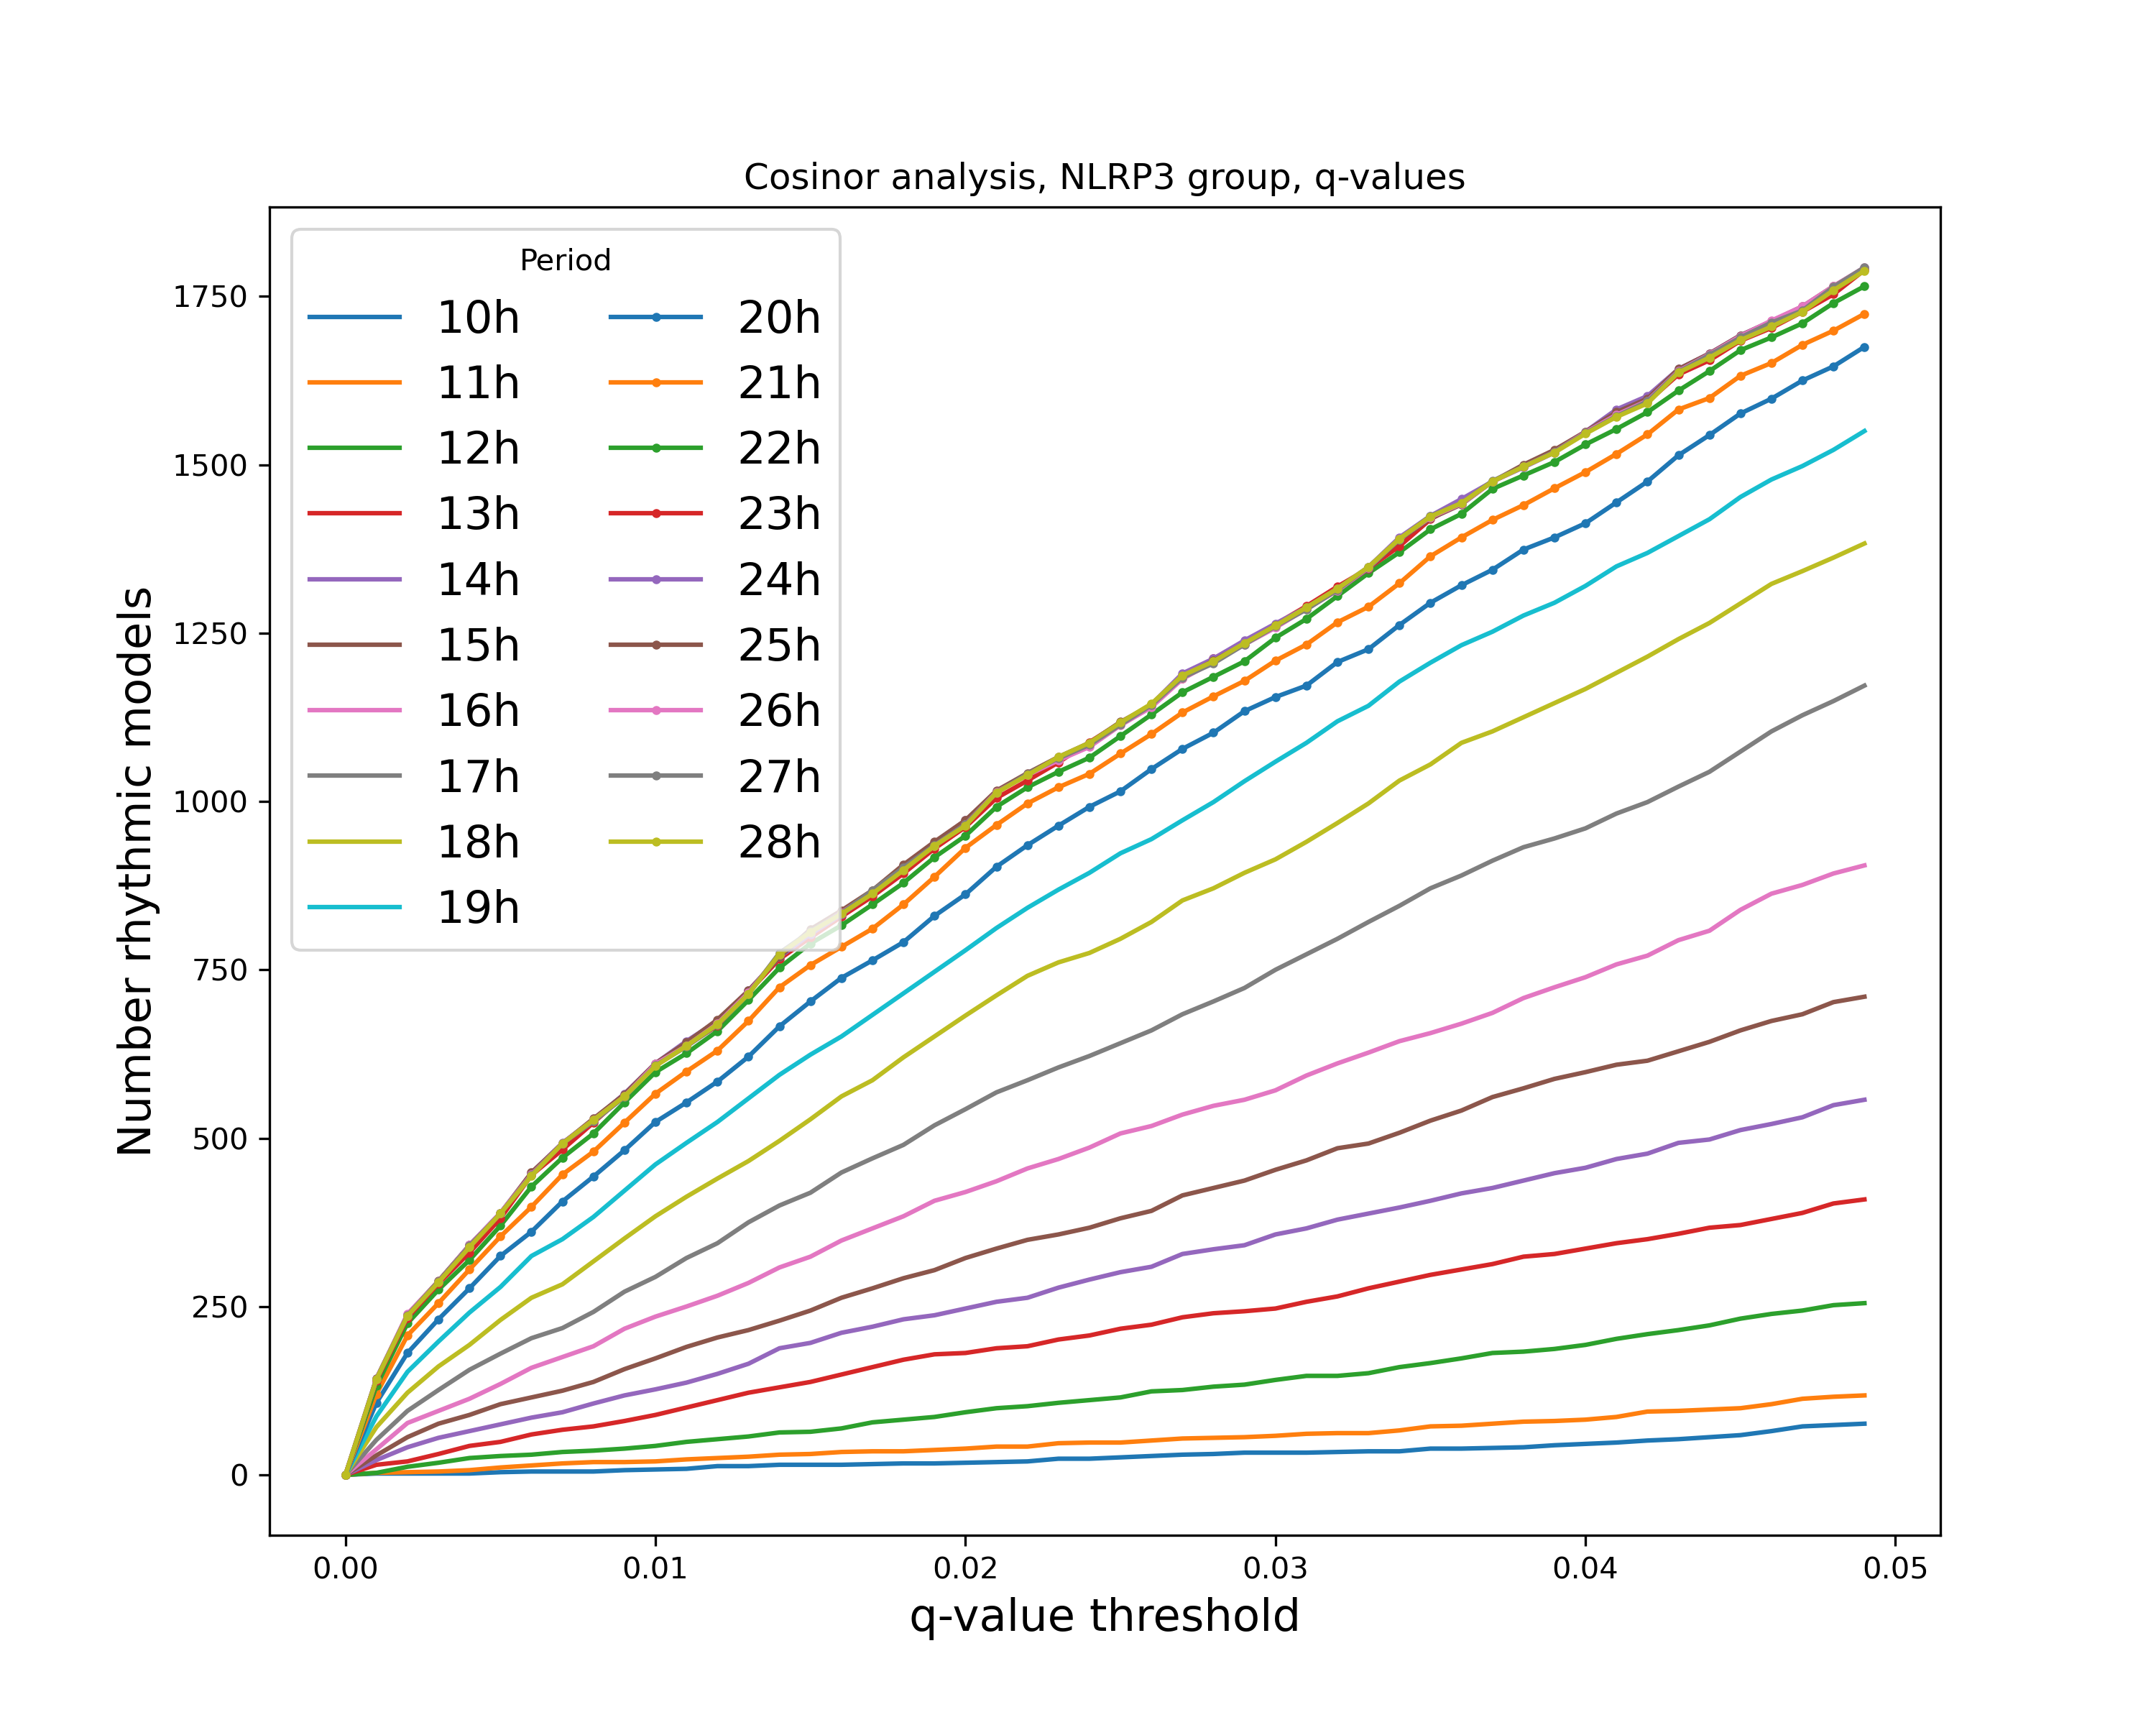 Cosinor analysis, NLRP3 group, q-values
Period
10h 20h
11h 21h
12h 22h
13h 23h
14h 24h
15h 25h
16h 26h
17h 27h
18h 28h
19h
Number rhythmic models
1750
1500
1250
1000
750
500
250
0
0.00 0.01 0.02 0.03 0.04 0.05
q-value threshold